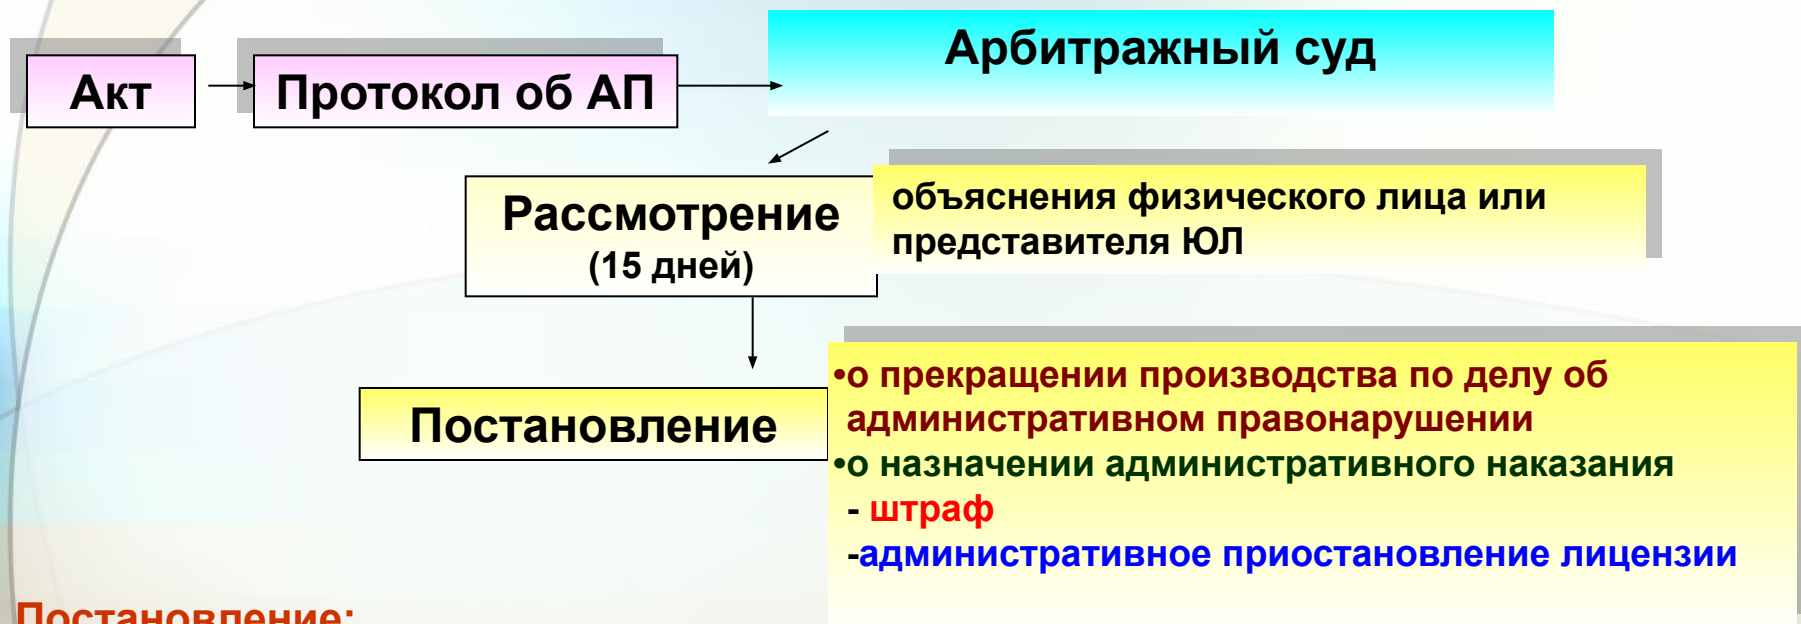 Арбитражный суд
Акт
Протокол об АП
Рассмотрение
(15 дней)
объяснения физического лица или
представителя ЮЛ
Постановление
•о прекращении производства по делу об
административном правонарушении
•о назначении административного наказания
- штраф
-административное приостановление лицензии
Постановление: